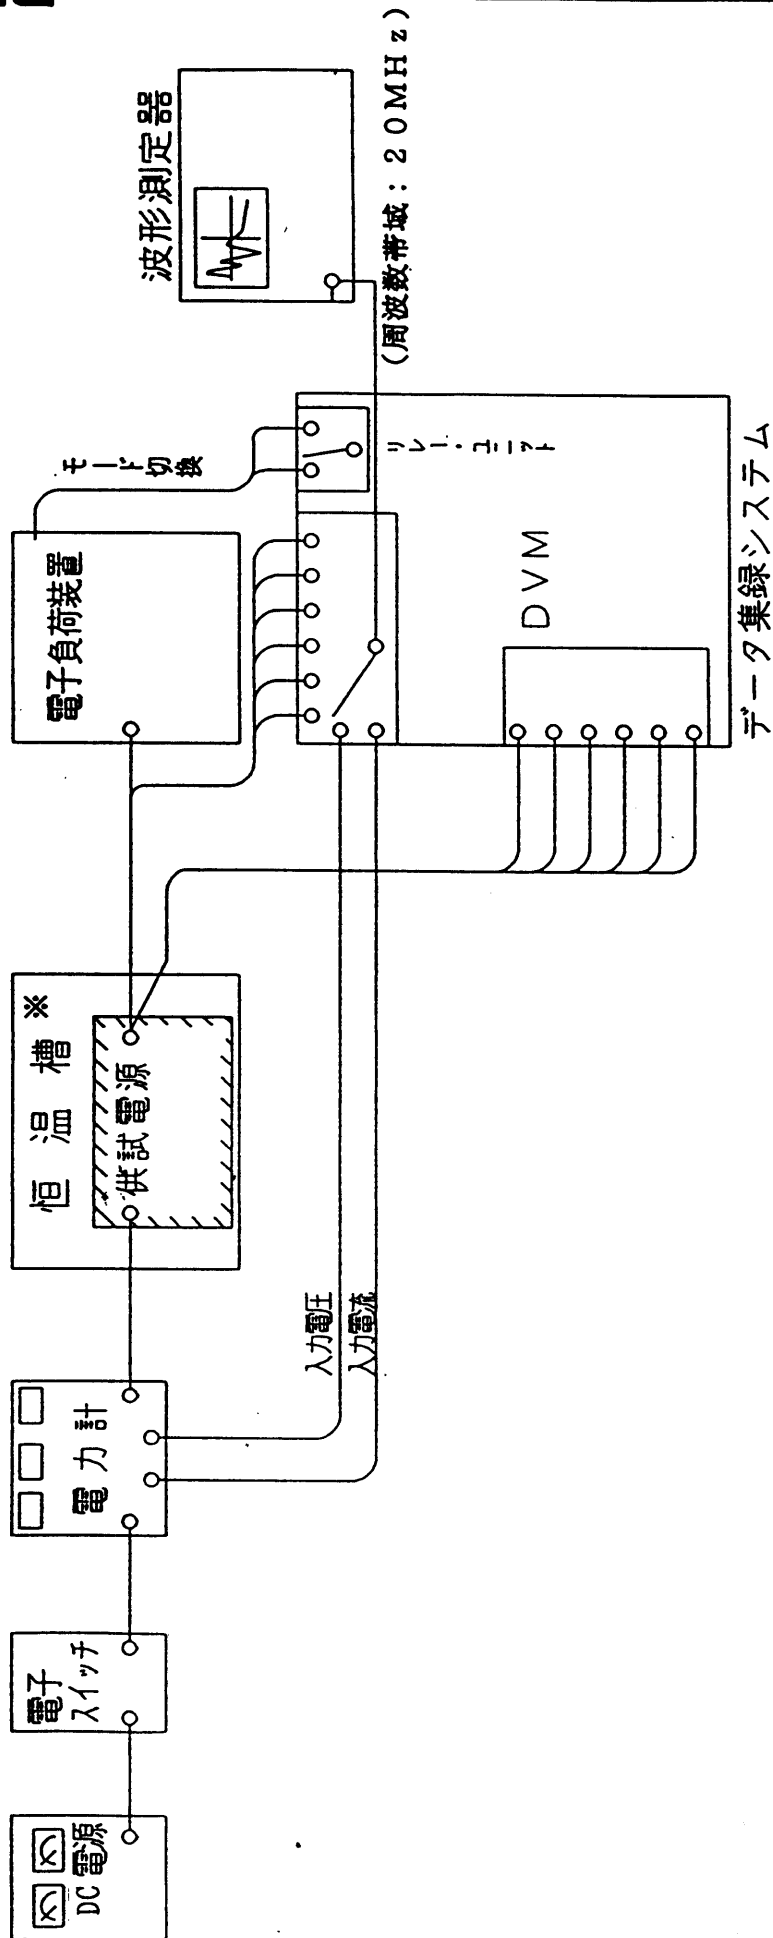 DC 電源
電子
スイッチ
電 力 計
恒 温 槽 ※
供試電源
入力電圧
入力電流
電子負荷装置
モード切換
リレー・ユニット
DVM
データ集録システム
波形測定器
(周波数帯域：20MHz)